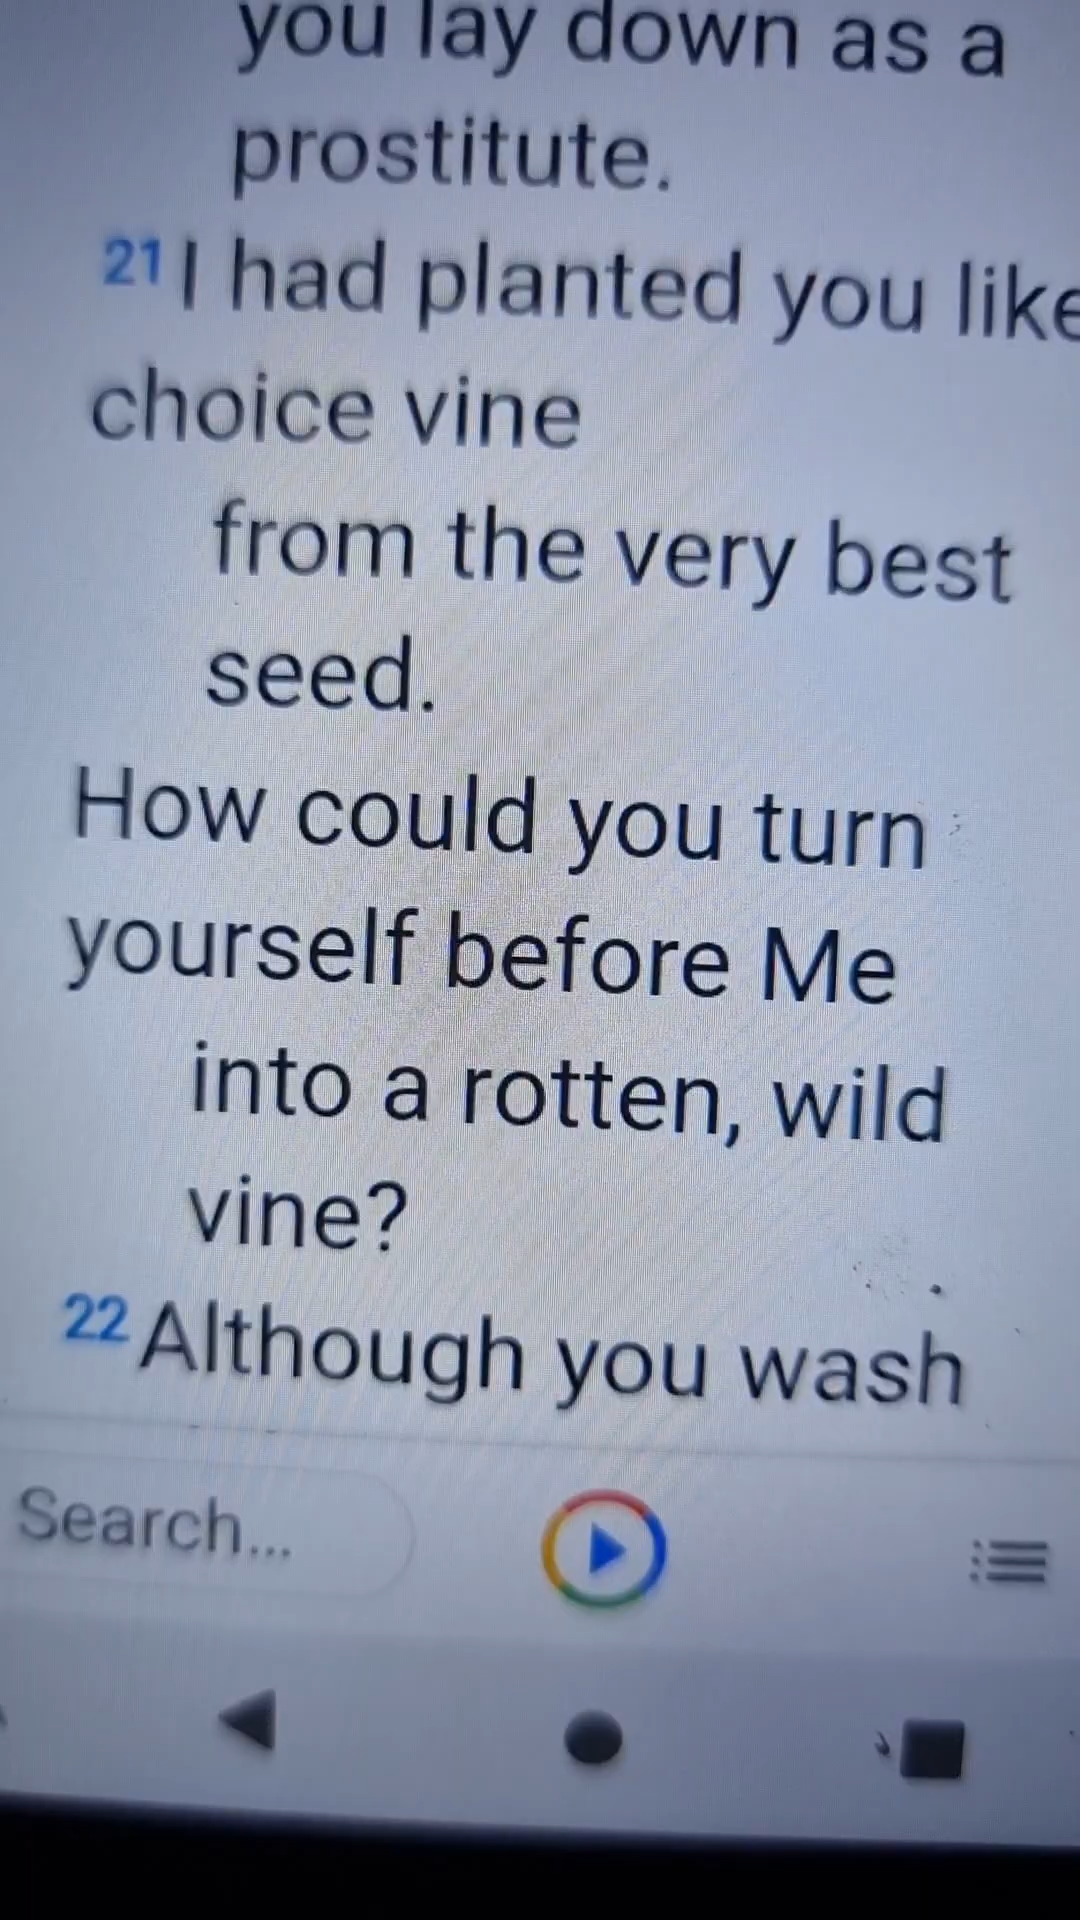 you lay down as a
prostitute.
21 I had planted you like
choice vine
from the very best
seed.
How could you turn
yourself before Me
into a rotten, wild
vine?
22 Although you wash
Search...